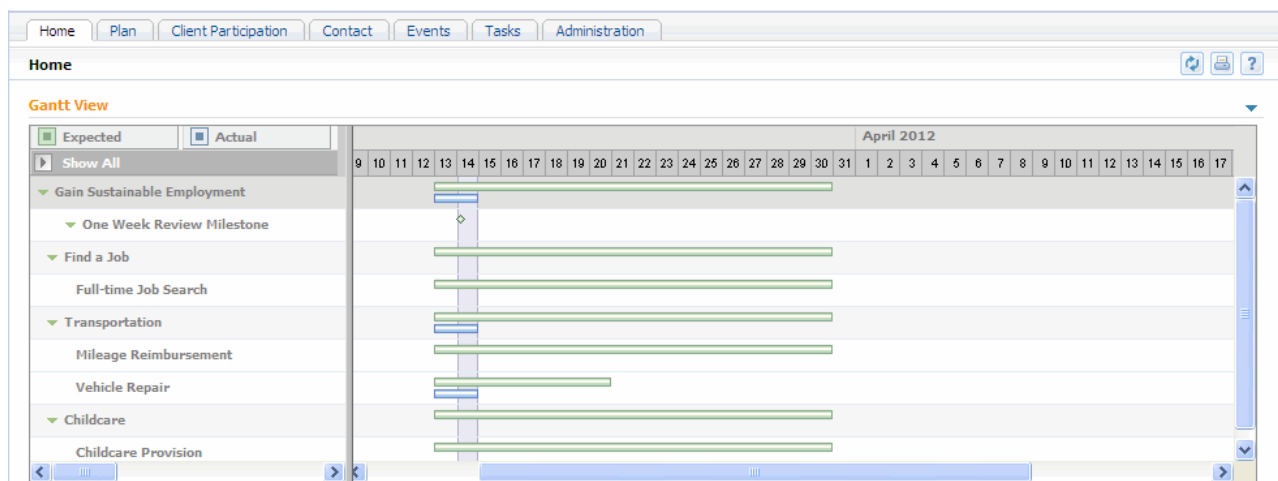 Home Plan Client Participation Contact Events Tasks Administration
Home ?
Gantt View
Expected Actual April 2012
Show All 9 10 11 12 13 14 15 16 17 18 19 20 21 22 23 24 25 26 27 28 29 30 31 1 2 3 4 5 6 7 8 9 10 11 12 13 14 15 16 17
Gain Sustainable Employment
One Week Review Milestone
Find a Job
Full-time Job Search
Transportation
Mileage Reimbursement
Vehicle Repair
Childcare
Childcare Provision